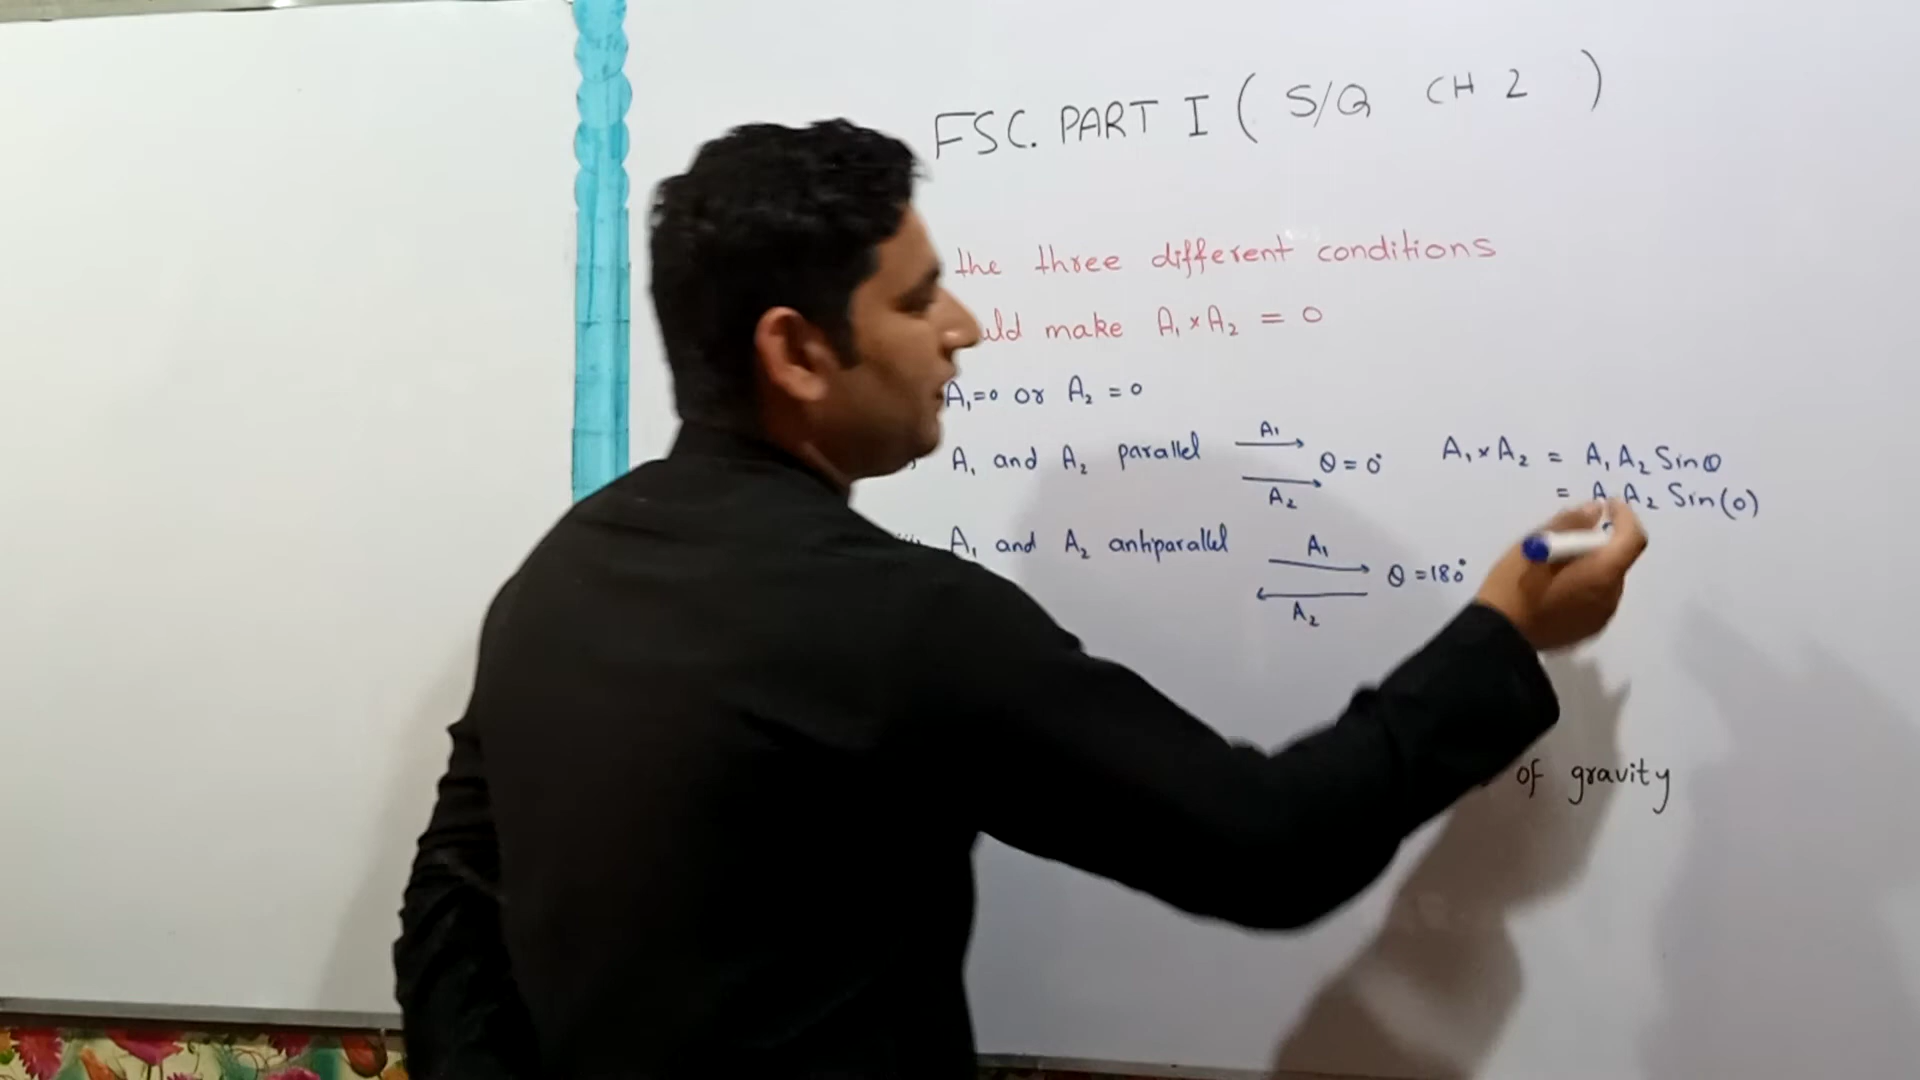 FSC. PART I ( S/Q CH 2 )
the three different conditions
make A₁ × A₂ = 0
A₁=0 or A₂ = 0
A₁ and A₂ parallel A₁ A₂ θ = 0° A₁ × A₂ = A₁ A₂ Sinθ
= A A₂ Sin(0)
A₁ and A₂ antiparallel A₁ A₂ θ = 180°
of gravity